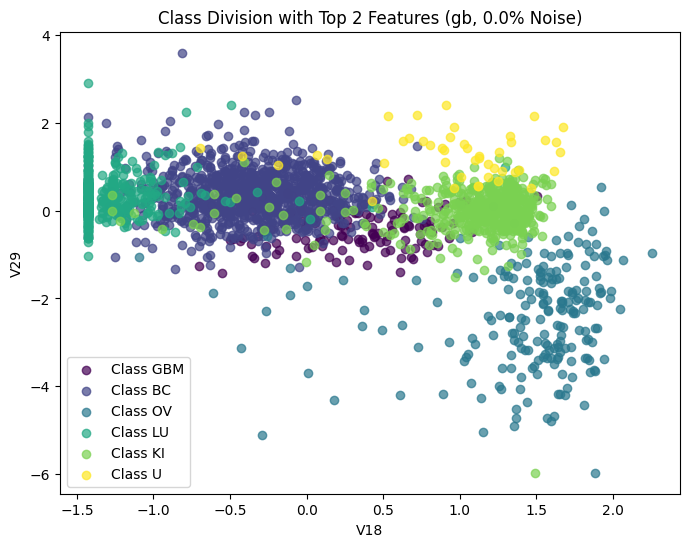 Class Division with Top 2 Features (gb, 0.0% Noise)
4
2
0
−2
−4
−6
V29
Class GBM
Class BC
Class OV
Class LU
Class KI
Class U
−1.5 −1.0 −0.5 0.0 0.5 1.0 1.5 2.0
V18